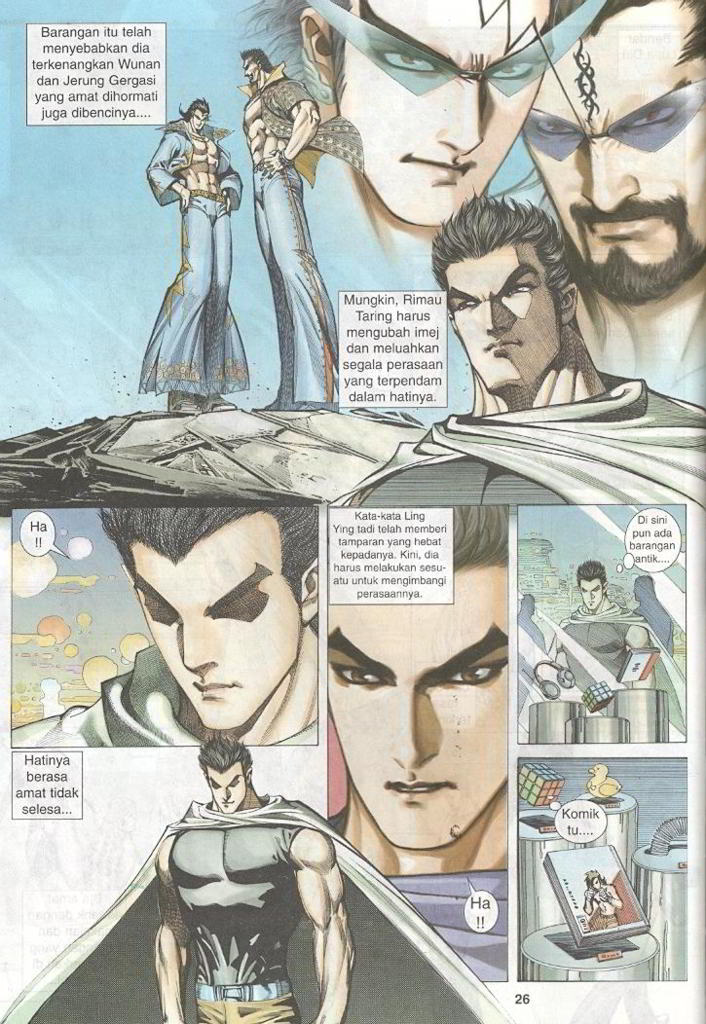 Barangan itu telah
menyebabkan dia
terkenangkan Wunan
dan Jerung Gergasi
yang amat dihormati
juga dibencinya....
Mungkin, Rimau
Taring harus
mengubah imej
dan meluahkan
segala perasaan
yang terpendam
dalam hatinya.
Ha
!!
Kata-kata Ling
Ying tadi telah memberi
tamparan yang hebat
kepadanya. Kini, dia
harus melakukan sesu-
atu untuk mengimbangi
perasaannya.
Di sini
pun ada
barangan
antik....
Hatinya
berasa
amat tidak
selesa...
Komik
tu....
Ha
!!
26